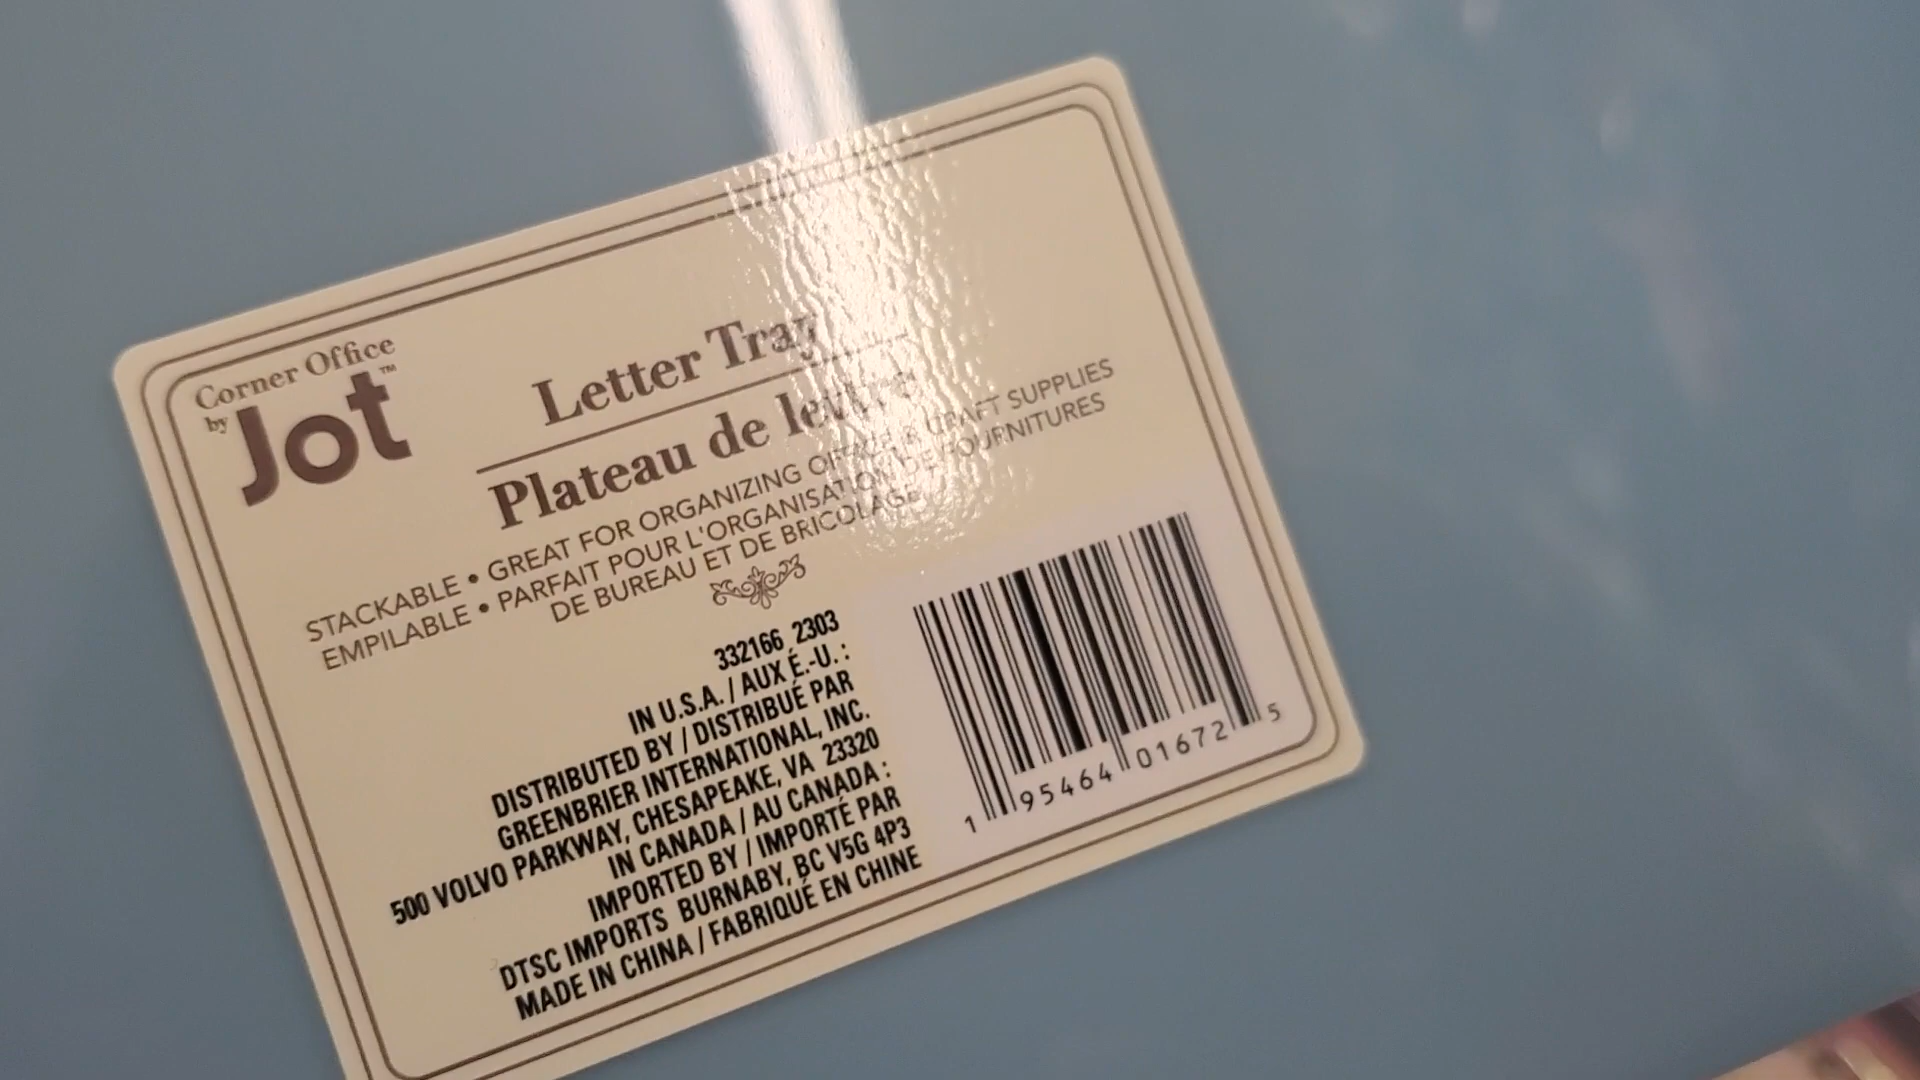 Corner Office
by Jot™
Letter Tray
Plateau de lettre
STACKABLE • GREAT FOR ORGANIZING OFFICE & CRAFT SUPPLIES
EMPILABLE • PARFAIT POUR L'ORGANISATION DE FOURNITURES
DE BUREAU ET DE BRICOLAGE
332166 2303
IN U.S.A. / AUX É.-U. :
DISTRIBUTED BY / DISTRIBUÉ PAR
GREENBRIER INTERNATIONAL, INC.
500 VOLVO PARKWAY, CHESAPEAKE, VA 23320
IN CANADA / AU CANADA :
IMPORTED BY / IMPORTÉ PAR
DTSC IMPORTS BURNABY, BC V5G 4P3
MADE IN CHINA / FABRIQUÉ EN CHINE
1 95464 01672 5